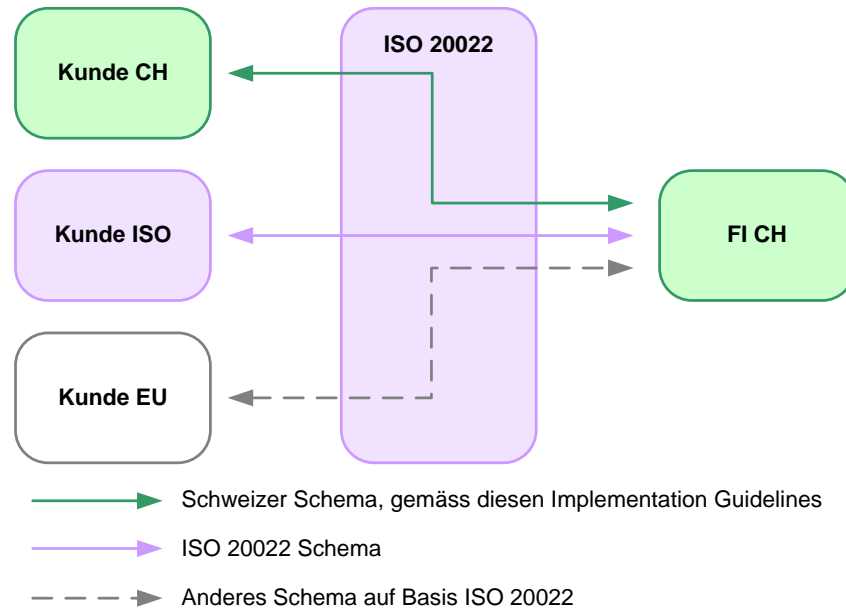 ISO 20022
Kunde CH
Kunde ISO
FI CH
Kunde EU
Schweizer Schema, gemäss diesen Implementation Guidelines
ISO 20022 Schema
Anderes Schema auf Basis ISO 20022